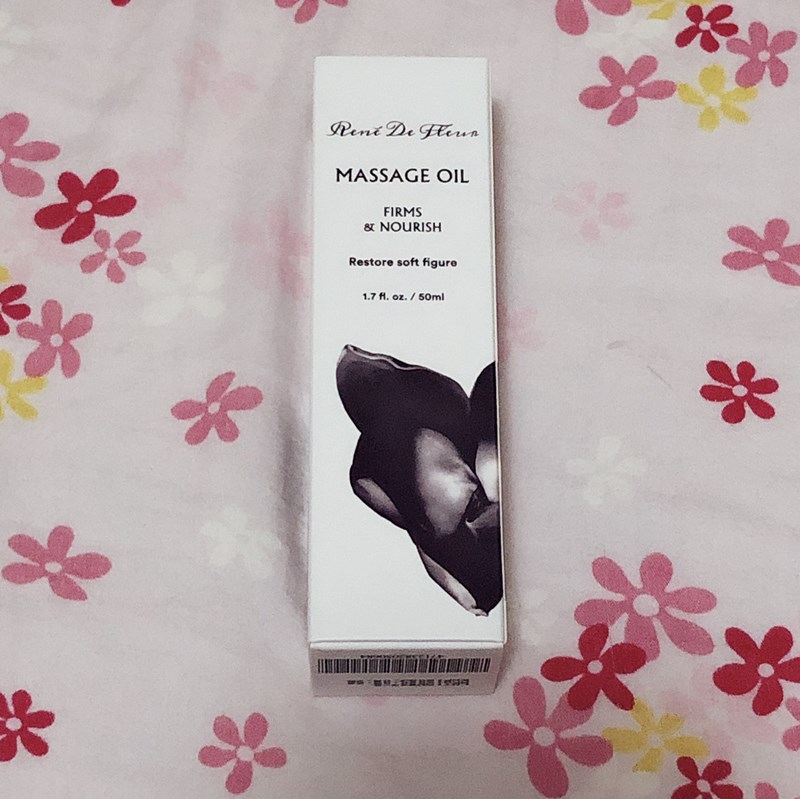 René De Fleur
MASSAGE OIL
FIRMS
& NOURISH
Restore soft figure
1.7 fl. oz. / 50ml